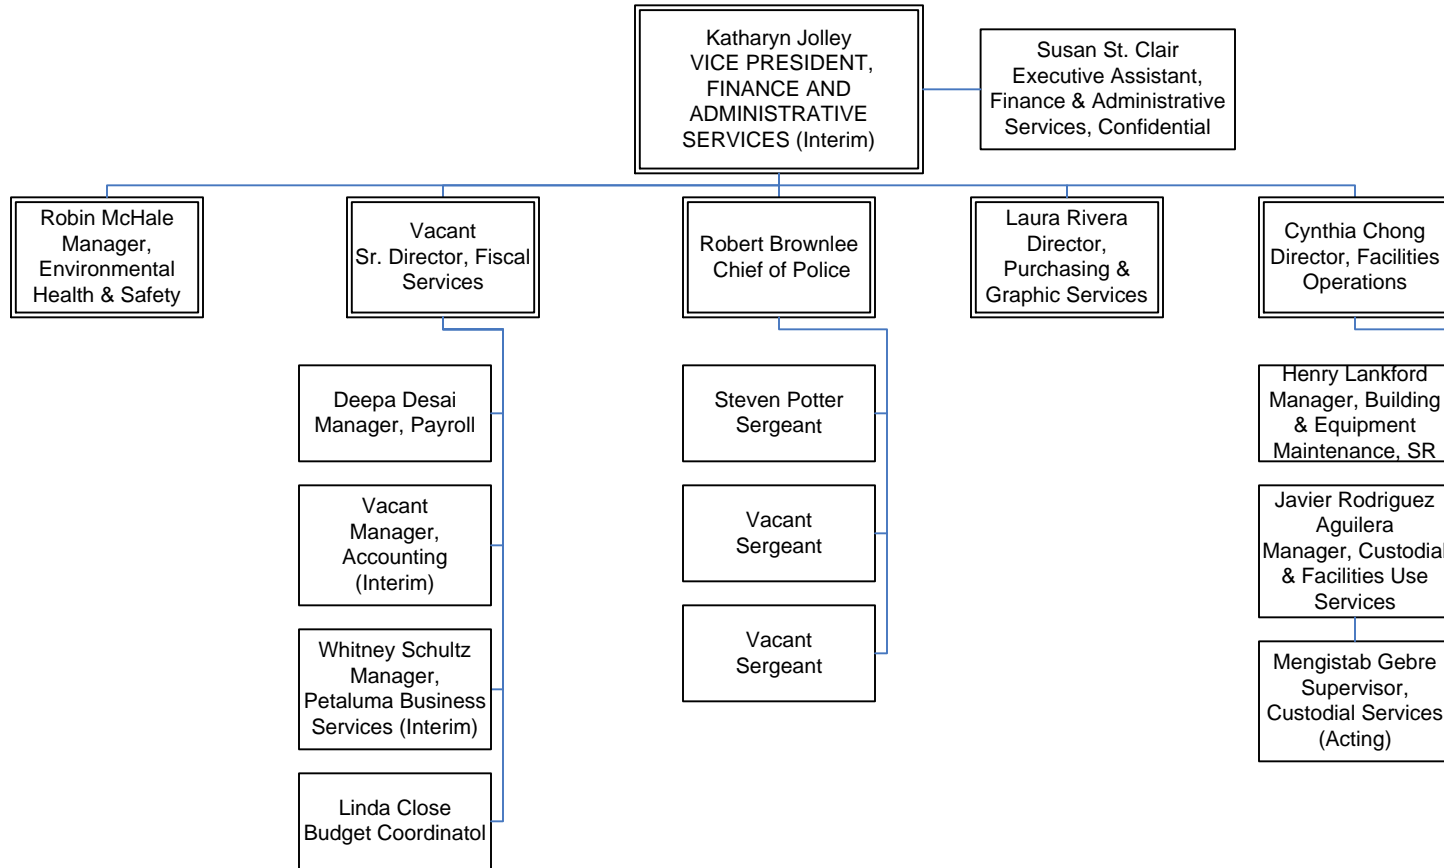 Katharyn Jolley
VICE PRESIDENT,
FINANCE AND
ADMINISTRATIVE
SERVICES (Interim)
Susan St. Clair
Executive Assistant,
Finance & Administrative
Services, Confidential
Robin McHale
Manager,
Environmental
Health & Safety
Vacant
Sr. Director, Fiscal
Services
Robert Brownlee
Chief of Police
Laura Rivera
Director,
Purchasing &
Graphic Services
Cynthia Chong
Director, Facilities
Operations
Deepa Desai
Manager, Payroll
Vacant
Manager,
Accounting
(Interim)
Whitney Schultz
Manager,
Petaluma Business
Services (Interim)
Linda Close
Budget Coordinatol
Steven Potter
Sergeant
Vacant
Sergeant
Vacant
Sergeant
Henry Lankford
Manager, Building
& Equipment
Maintenance, SR
Javier Rodriguez
Aguilera
Manager, Custodial
& Facilities Use
Services
Mengistab Gebre
Supervisor,
Custodial Services
(Acting)